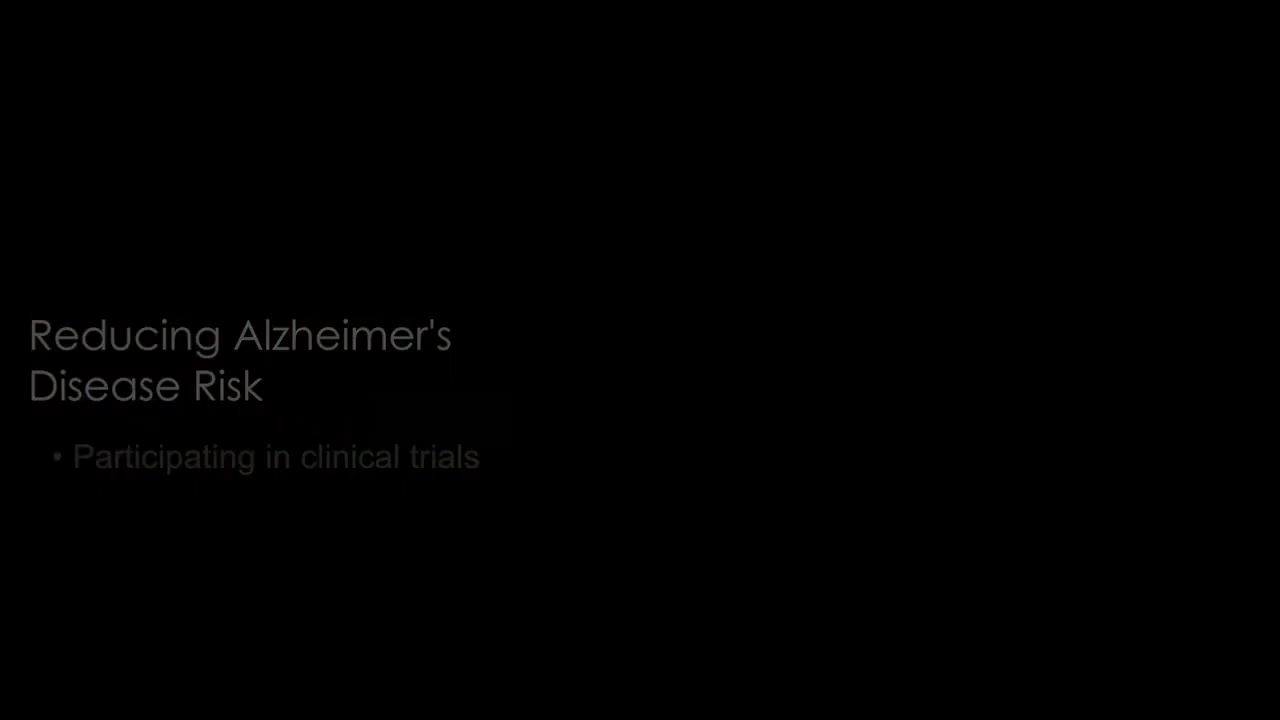 Reducing Alzheimer's
Disease Risk
• Participating in clinical trials